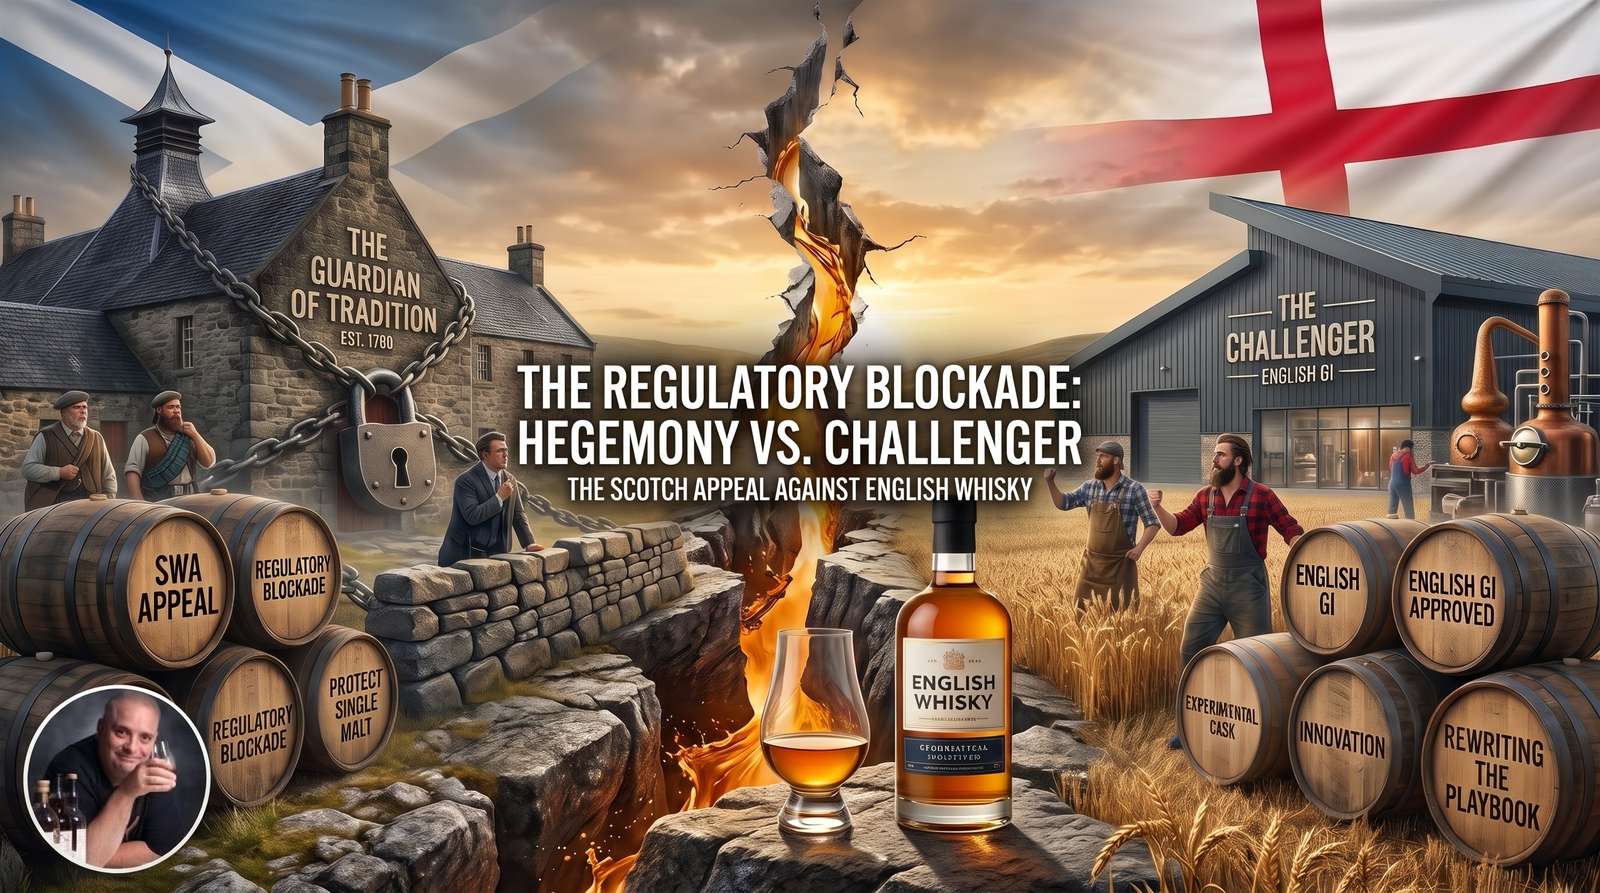 THE
GUARDIAN
OF TRADITION
EST. 1780
THE
CHALLENGER
ENGLISH GI
THE REGULATORY BLOCKADE:
HEGEMONY VS. CHALLENGER
THE SCOTCH APPEAL AGAINST ENGLISH WHISKY
SWA
APPEAL
REGULATORY
BLOCKADE
REGULATORY
BLOCKADE
PROTECT
SINGLE
MALT
ENGLISH
WHISKY
ENGLISH
GI
ENGLISH GI
APPROVED
EXPERIMENTAL
CASK
INNOVATION
REWRITING
THE
PLAYBOOK